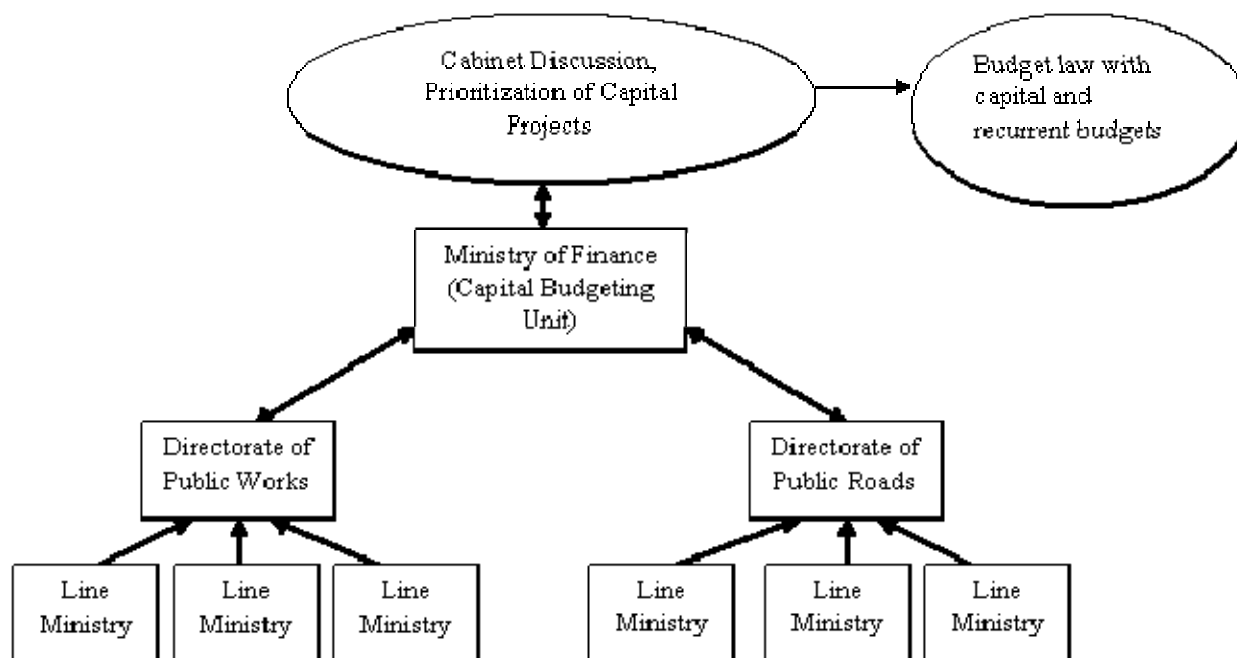 Cabinet Discussion,
Prioritization of Capital
Projects
Budget law with
capital and
recurrent budgets
Ministry of Finance
(Capital Budgeting
Unit)
Directorate of
Public Works
Directorate of
Public Roads
Line
Ministry
Line
Ministry
Line
Ministry
Line
Ministry
Line
Ministry
Line
Ministry